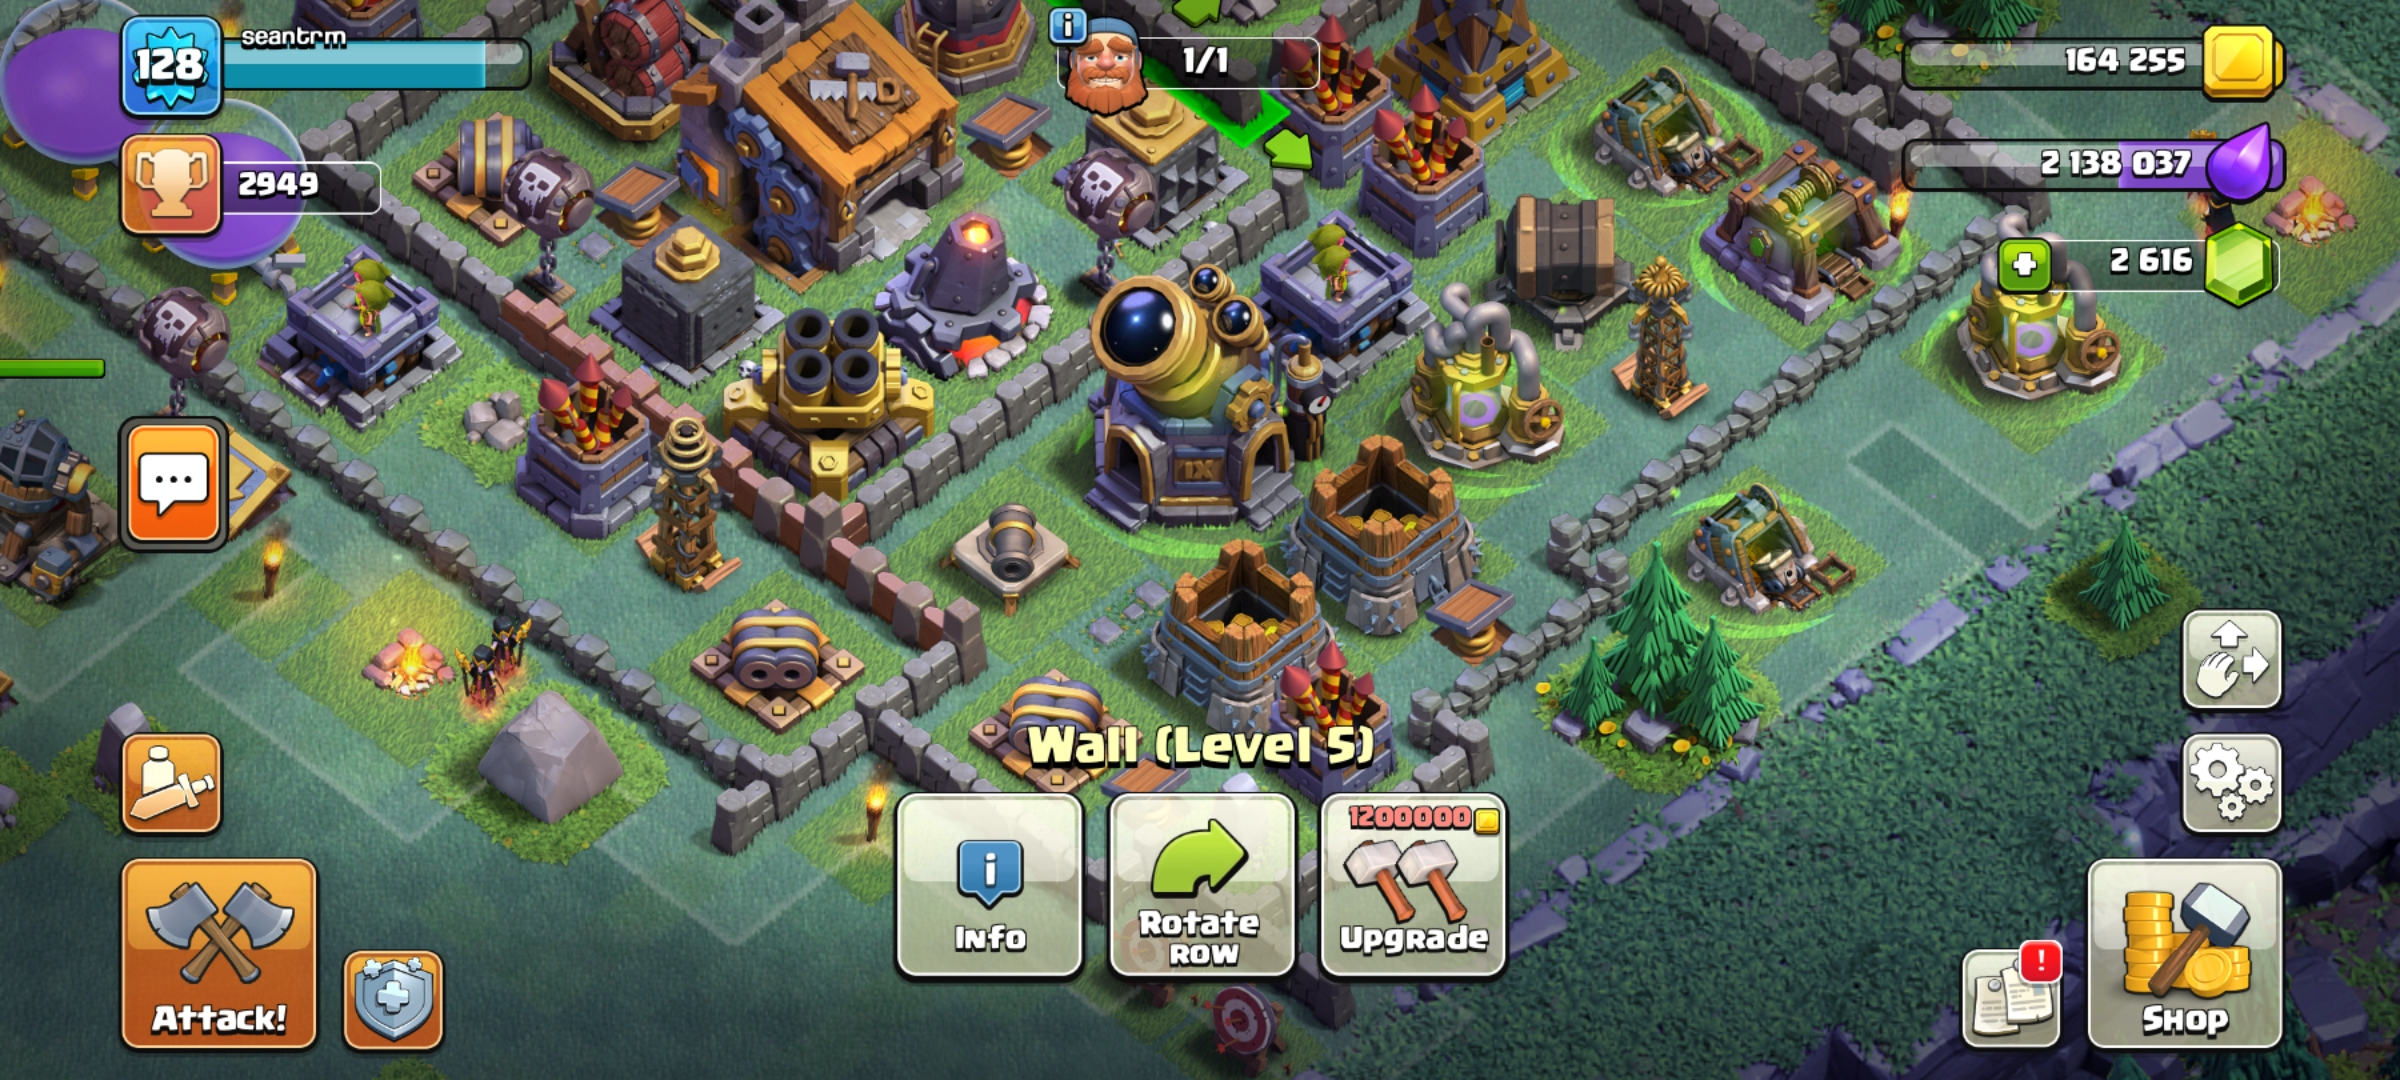 128
seantrm
1/1
164 255
2949
2 138 037
2 616
IX
Wall (Level 5)
Info
Rotate
Row
1200000
Upgrade
Attack!
!
Shop